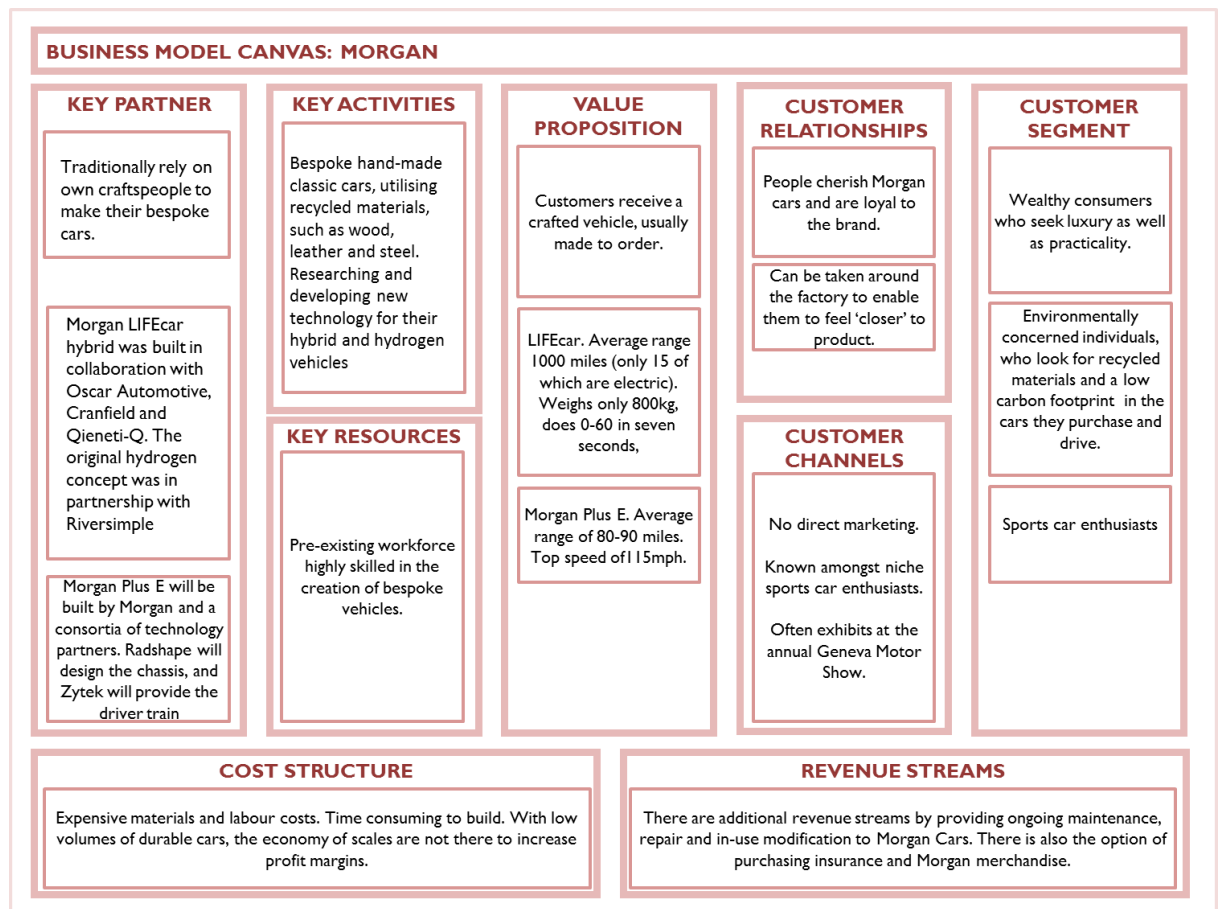 BUSINESS MODEL CANVAS: MORGAN
KEY PARTNER
Traditionally rely on
own craftspeople to
make their bespoke
cars.
Morgan LIFEcar
hybrid was built in
collaboration with
Oscar Automotive,
Cranfield and
Qieneti-Q. The
original hydrogen
concept was in
partnership with
Riversimple
Morgan Plus E will be
built by Morgan and a
consortia of technology
partners. Radshape will
design the chassis, and
Zytek will provide the
driver train
KEY ACTIVITIES
Bespoke hand-made
classic cars, utilising
recycled materials,
such as wood,
leather and steel.
Researching and
developing new
technology for their
hybrid and hydrogen
vehicles
KEY RESOURCES
Pre-existing workforce
highly skilled in the
creation of bespoke
vehicles.
VALUE
PROPOSITION
Customers receive a
crafted vehicle, usually
made to order.
LIFEcar. Average range
1000 miles (only 15 of
which are electric).
Weighs only 800kg,
does 0-60 in seven
seconds,
Morgan Plus E. Average
range of 80-90 miles.
Top speed of115mph.
CUSTOMER
RELATIONSHIPS
People cherish Morgan
cars and are loyal to
the brand.
Can be taken around
the factory to enable
them to feel ‘closer’ to
product.
CUSTOMER
CHANNELS
No direct marketing.
Known amongst niche
sports car enthusiasts.
Often exhibits at the
annual Geneva Motor
Show.
CUSTOMER
SEGMENT
Wealthy consumers
who seek luxury as well
as practicality.
Environmentally
concerned individuals,
who look for recycled
materials and a low
carbon footprint in the
cars they purchase and
drive.
Sports car enthusiasts
COST STRUCTURE
Expensive materials and labour costs. Time consuming to build. With low
volumes of durable cars, the economy of scales are not there to increase
profit margins.
REVENUE STREAMS
There are additional revenue streams by providing ongoing maintenance,
repair and in-use modification to Morgan Cars. There is also the option of
purchasing insurance and Morgan merchandise.